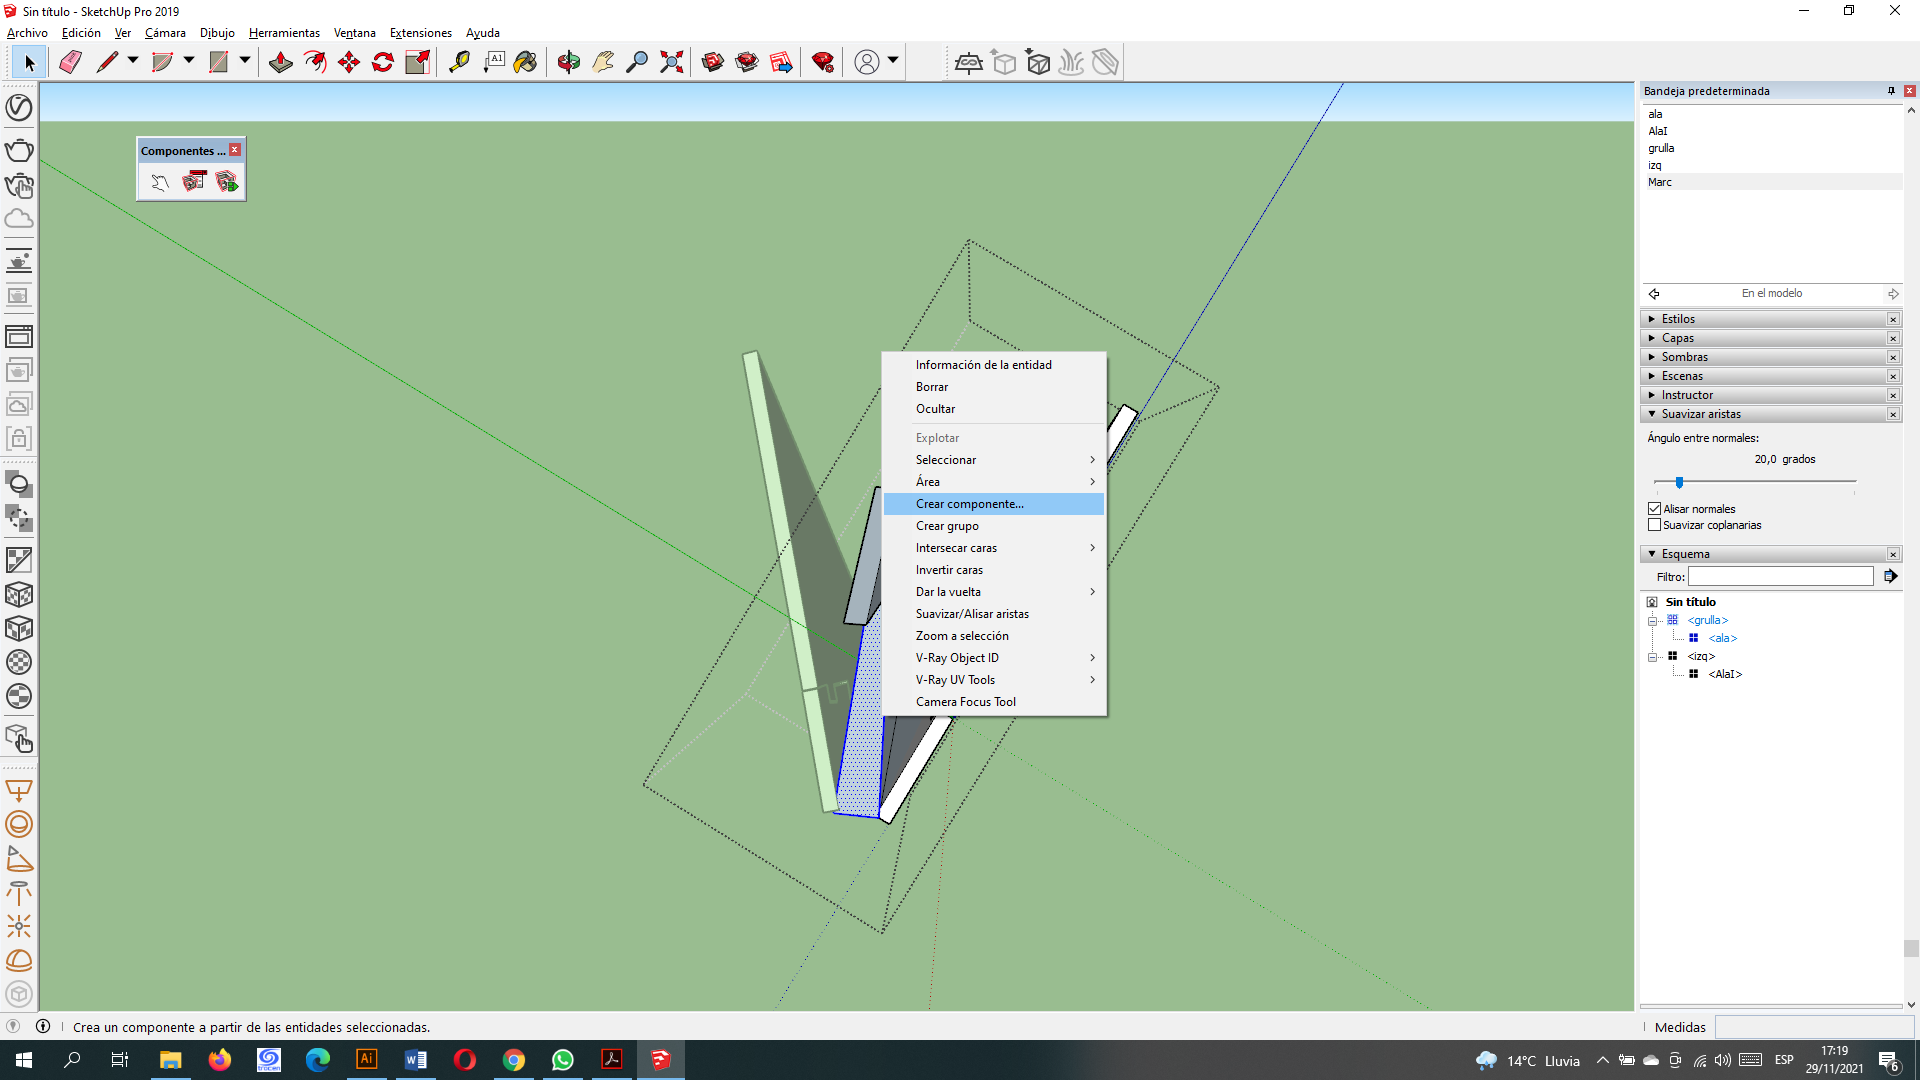 Sin título - SketchUp Pro 2019
Archivo Edición Ver Cámara Dibujo Herramientas Ventana Extensiones Ayuda
A1
Bandeja predeterminada
ala
AlaI
grulla
izq
Marc
Componentes ...
En el modelo
Estilos
Capas
Sombras
Escenas
Instructor
Suavizar aristas
Ángulo entre normales:
20,0 grados
Alisar normales
Suavizar coplanarias
Esquema
Filtro:
Sin título
<grulla>
<ala>
<izq>
<AlaI>
Información de la entidad
Borrar
Ocultar
Explotar
Seleccionar
Área
Crear componente...
Crear grupo
Intersecar caras
Invertir caras
Dar la vuelta
Suavizar/Alisar aristas
Zoom a selección
V-Ray Object ID
V-Ray UV Tools
Camera Focus Tool
Crea un componente a partir de las entidades seleccionadas.
Medidas
Ai
14°C Lluvia
ESP
17:19
29/11/2021
6